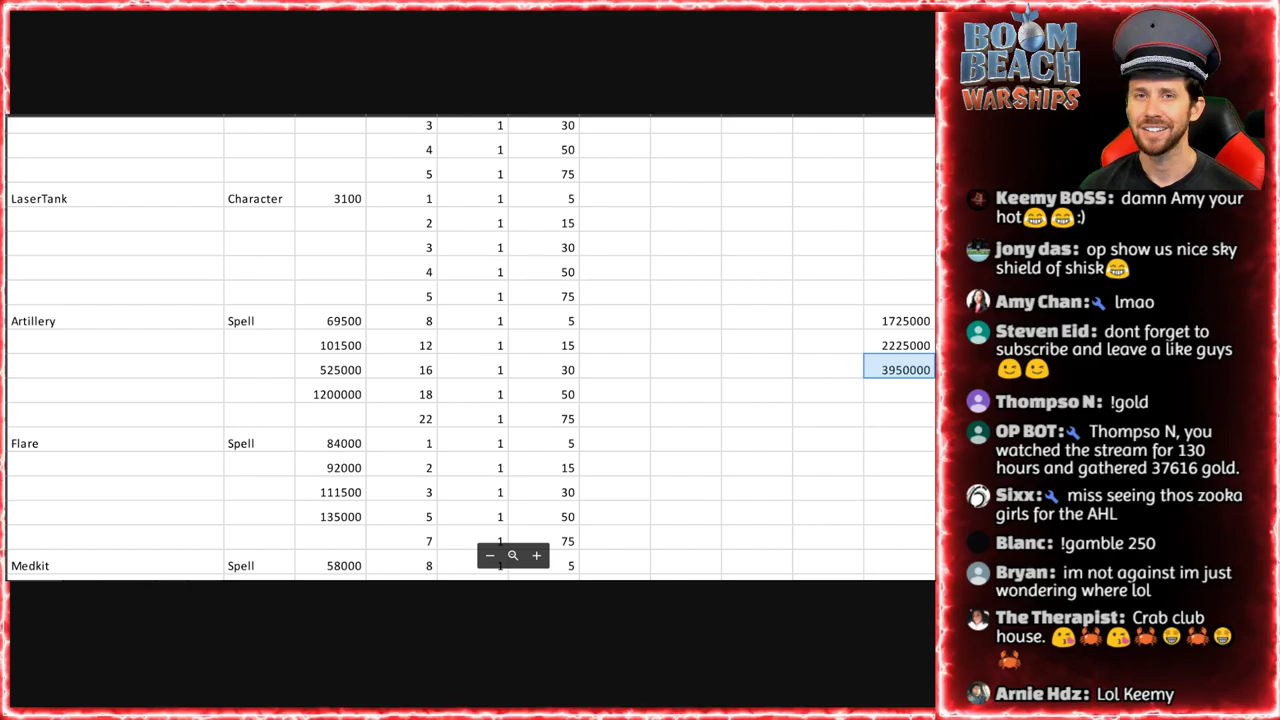 3 1 30
4 1 50
5 1 75
LaserTank Character 3100 1 1 5
2 1 15
3 1 30
4 1 50
5 1 75
Artillery Spell 69500 8 1 5 1725000
101500 12 1 15 2225000
525000 16 1 30 3950000
1200000 18 1 50
22 1 75
Flare Spell 84000 1 1 5
92000 2 1 15
111500 3 1 30
135000 5 1 50
7 1 75
Medkit Spell 58000 8 1 5
BOOM
BEACH
WARSHIPS
Keemy BOSS: damn Amy your
hot😂😂:)
jony das: op show us nice sky
shield of shisk😂
Amy Chan: lmao
Steven Eid: dont forget to
subscribe and leave a like guys
😉😉
Thompso N: !gold
OP BOT: Thompso N, you
watched the stream for 130
hours and gathered 37616 gold.
Sixx: miss seeing thos zooka
girls for the AHL
Blanc: !gamble 250
Bryan: im not against im just
wondering where lol
The Therapist: Crab club
house. 😘🦀😘🦀🤩🦀🤩
🦀
Arnie Hdz: Lol Keemy